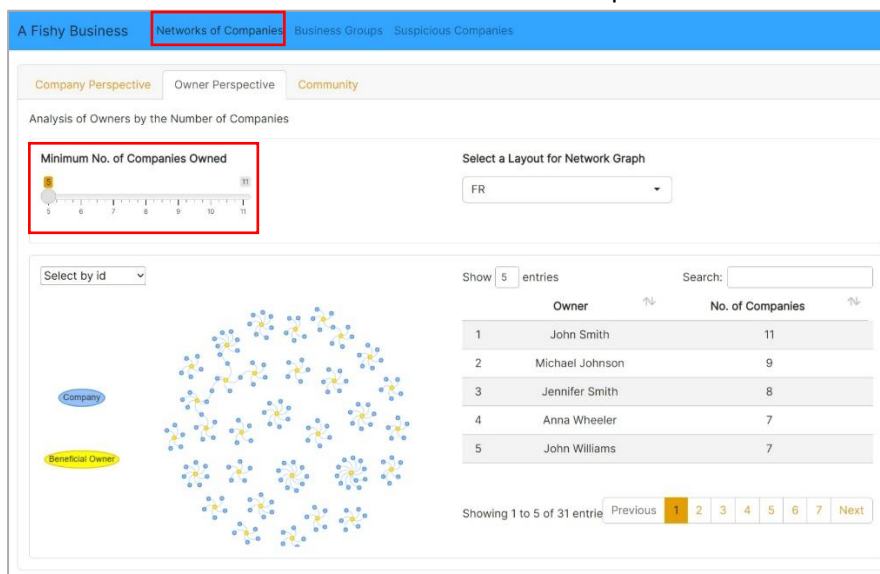 A Fishy Business Networks of Companies Business Groups Suspicious Companies
Company Perspective Owner Perspective Community
Analysis of Owners by the Number of Companies
Minimum No. of Companies Owned
5 11
5 6 7 8 9 10 11
Select a Layout for Network Graph
FR
Select by id
Company
Beneficial Owner
Show 5 entries Search:
Owner No. of Companies
1 John Smith 11
2 Michael Johnson 9
3 Jennifer Smith 8
4 Anna Wheeler 7
5 John Williams 7
Showing 1 to 5 of 31 entrie Previous 1 2 3 4 5 6 7 Next